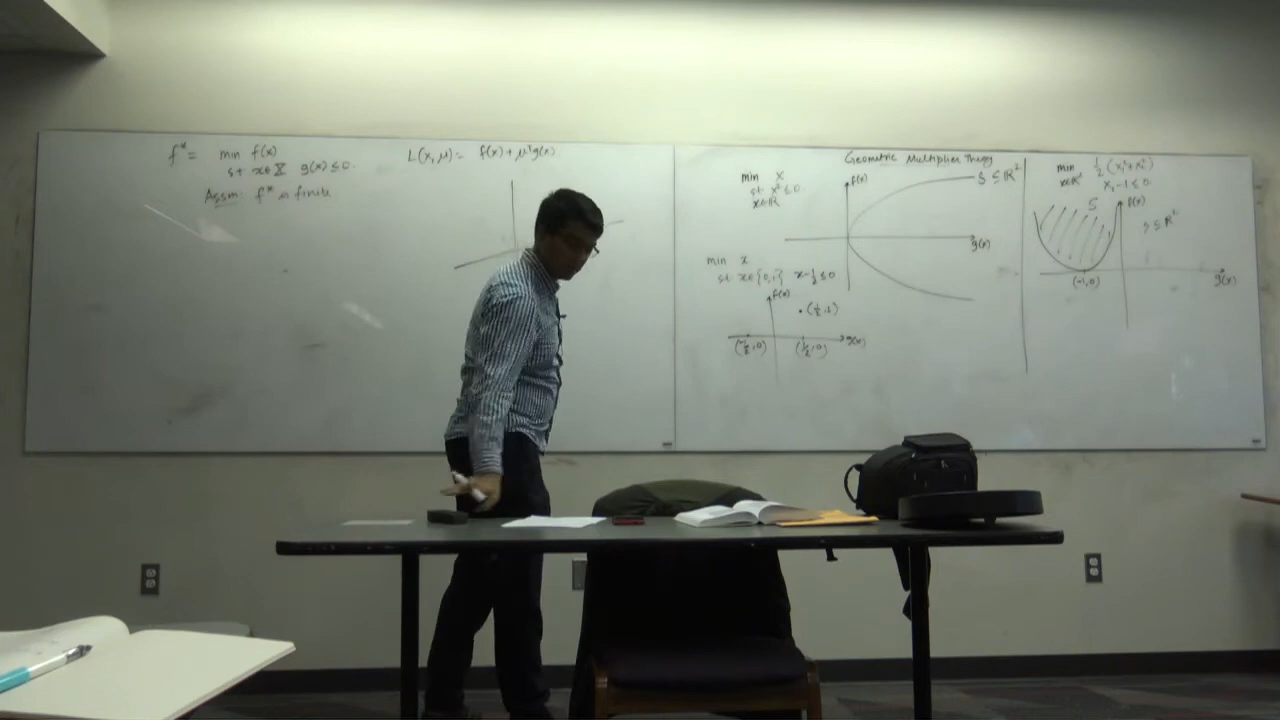 f* = min f(x)
st x∈X g(x) ≤ 0
Assm: f* is finite
L(x, μ) = f(x) + μᵀg(x)
Geometric Multiplier Theory
min x
st x² ≤ 0
x∈ℝ
f(x)
S ⊆ ℝ²
g(x)
min x
st x∈{0,1} x-1/2 ≤ 0
f(x)
(1/2, 1)
(-1/2, 0)
(1/2, 0)
g(x)
min 1/2 (x₁²+x₂²)
x∈ℝ² x₁-1 ≤ 0
S
f(x)
S ⊆ ℝ²
(-1,0)
g(x)